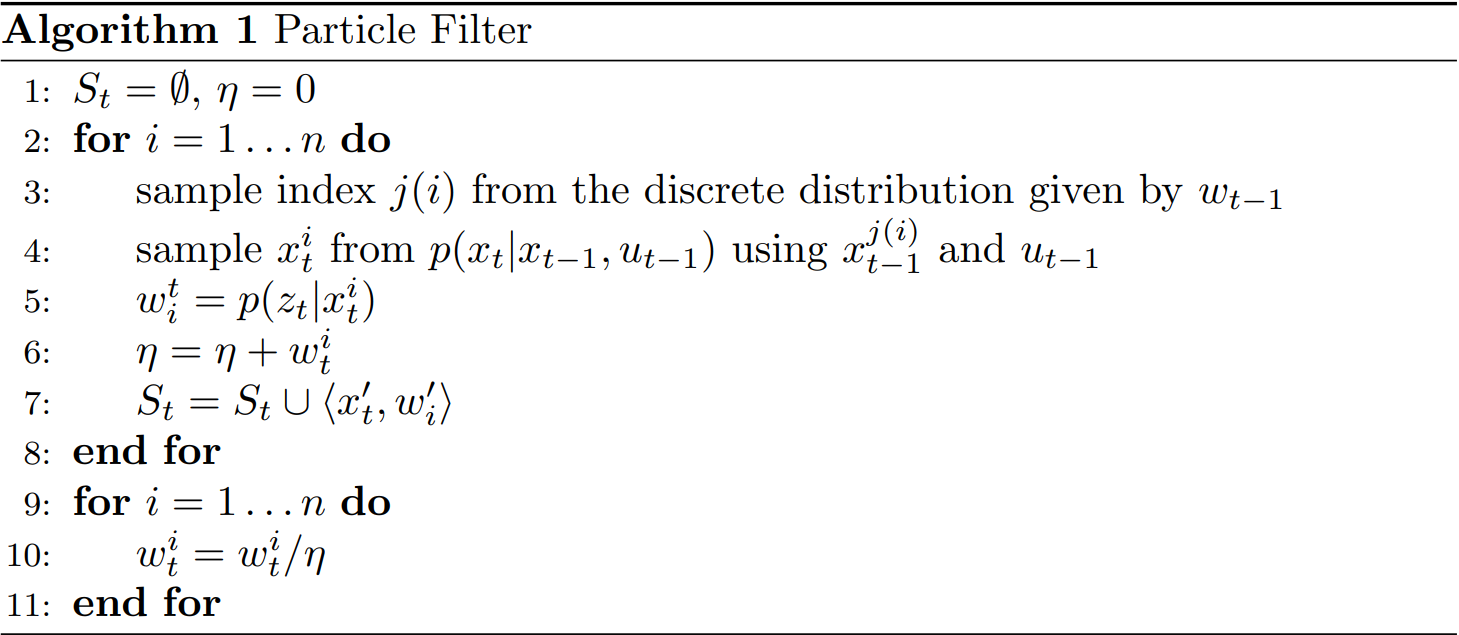 Algorithm 1 Particle Filter
1: $S_t = \emptyset$, $\eta = 0$
2: for $i = 1 \ldots n$ do
3: sample index $j(i)$ from the discrete distribution given by $w_{t-1}$
4: sample $x_t^i$ from $p(x_t|x_{t-1}, u_{t-1})$ using $x_{t-1}^{j(i)}$ and $u_{t-1}$
5: $w_i^t = p(z_t|x_t^i)$
6: $\eta = \eta + w_t^i$
7: $S_t = S_t \cup \langle x_t', w_i' \rangle$
8: end for
9: for $i = 1 \ldots n$ do
10: $w_t^i = w_t^i/\eta$
11: end for